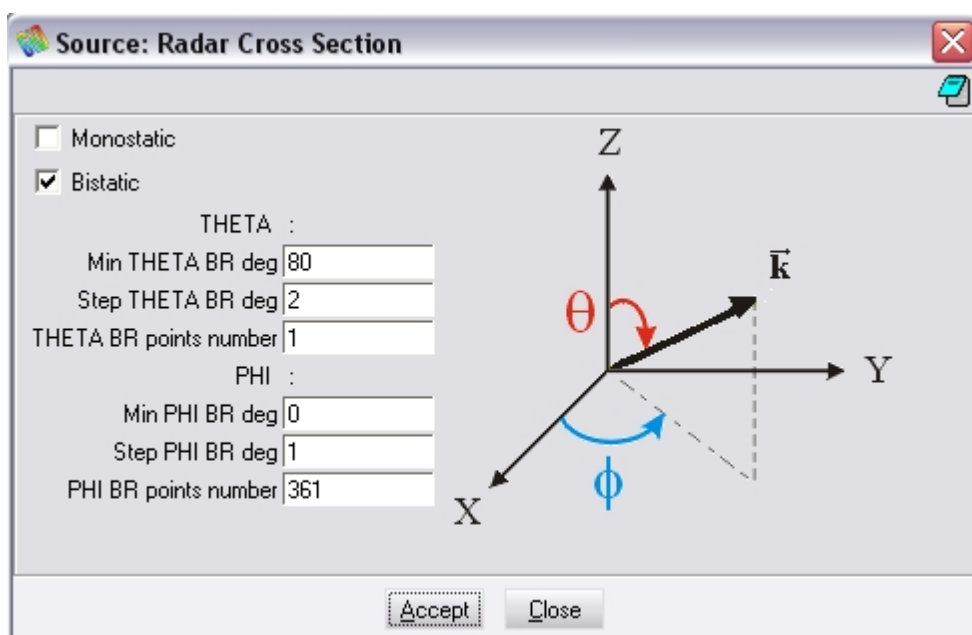 Source: Radar Cross Section
Monostatic
Bistatic
THETA :
Min THETA BR deg 80
Step THETA BR deg 2
THETA BR points number 1
PHI :
Min PHI BR deg 0
Step PHI BR deg 1
PHI BR points number 361
Z
k⃗
θ
Y
ϕ
X
Accept
Close